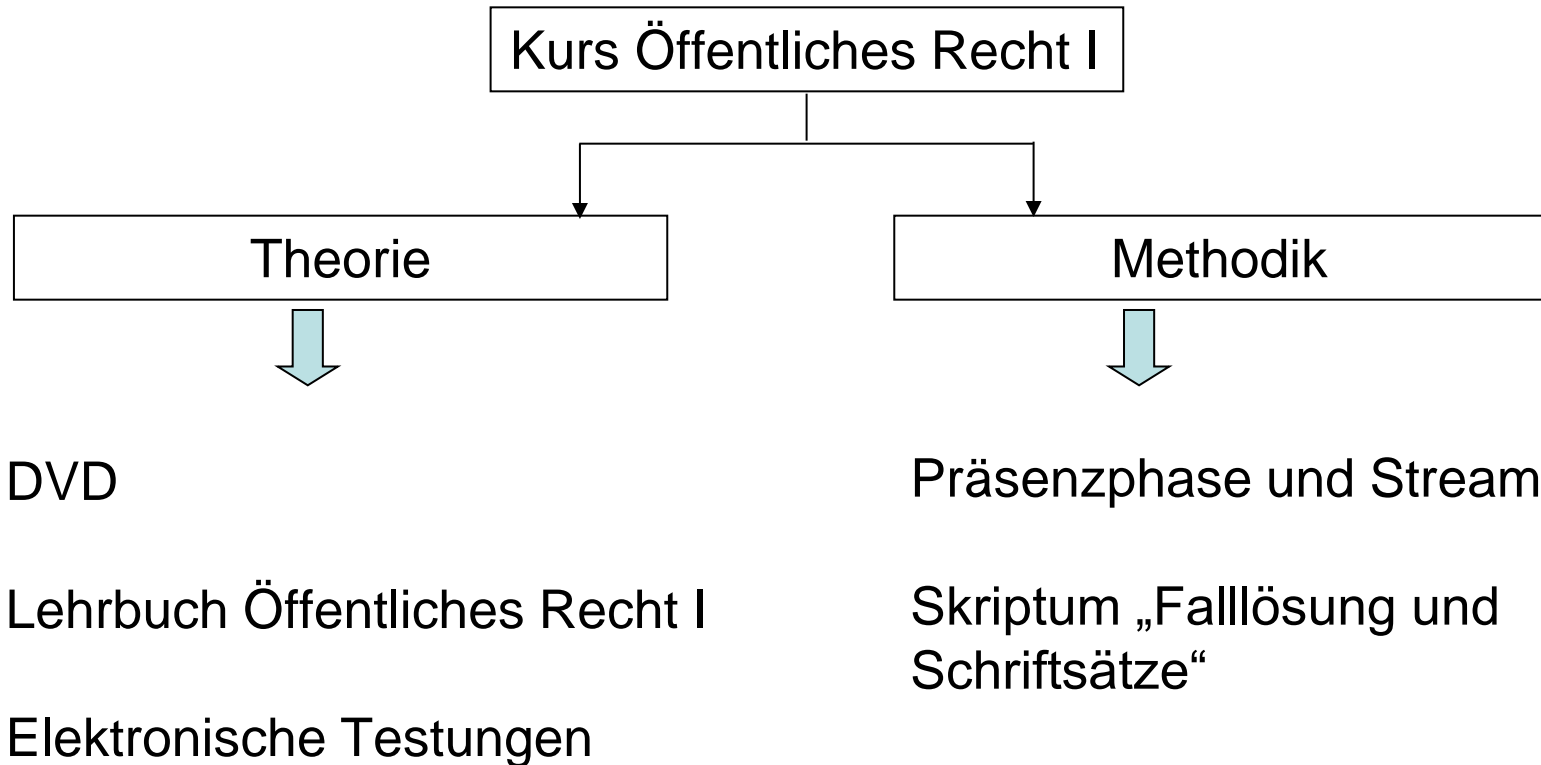 Kurs Öffentliches Recht I
Theorie
Methodik
DVD
Lehrbuch Öffentliches Recht I
Elektronische Testungen
Präsenzphase und Stream
Skriptum „Falllösung und
Schriftsätze“